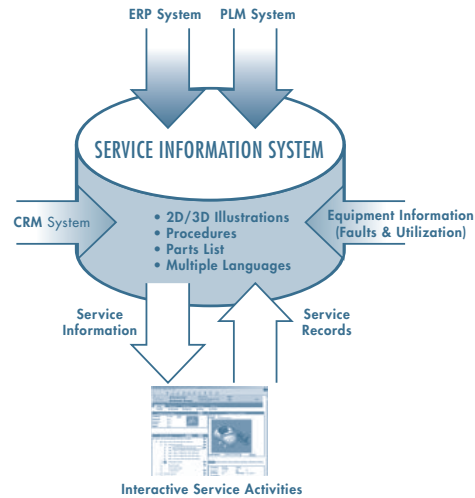 ERP System PLM System
SERVICE INFORMATION SYSTEM
CRM System
• 2D/3D Illustrations
• Procedures
• Parts List
• Multiple Languages
Equipment Information
(Faults & Utilization)
Service
Information
Service
Records
Interactive Service Activities